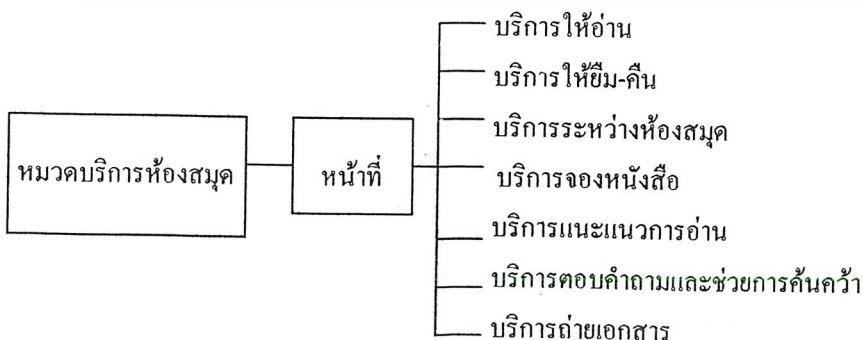 หมวดบริการห้องสมุด
หน้าที่
บริการให้อ่าน
บริการให้ยืม-คืน
บริการระหว่างห้องสมุด
บริการจองหนังสือ
บริการแนะแนวการอ่าน
บริการตอบคำถามและช่วยการค้นคว้า
บริการถ่ายเอกสาร